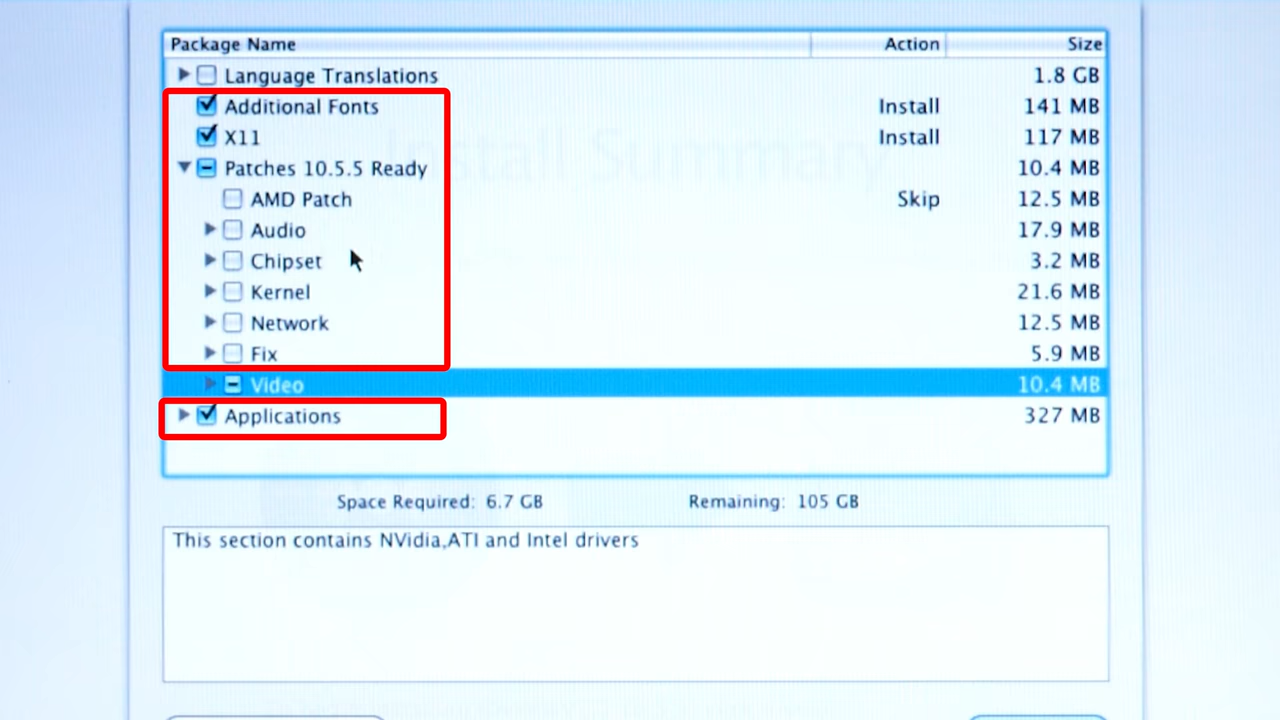 Package Name Action Size
Language Translations 1.8 GB
Additional Fonts Install 141 MB
X11 Install 117 MB
Install Summary
Patches 10.5.5 Ready 10.4 MB
AMD Patch Skip 12.5 MB
Audio 17.9 MB
Chipset 3.2 MB
Kernel 21.6 MB
Network 12.5 MB
Fix 5.9 MB
Video 10.4 MB
Applications 327 MB
Space Required: 6.7 GB Remaining: 105 GB
This section contains NVidia,ATI and Intel drivers